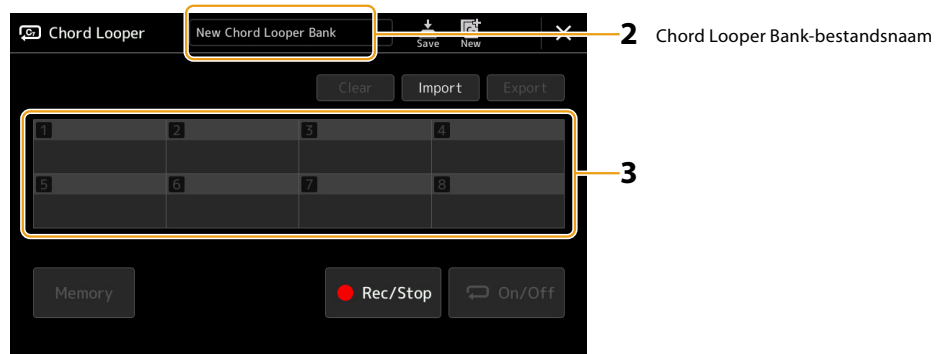 Chord Looper New Chord Looper Bank Save New
2 Chord Looper Bank-bestandsnaam
Clear Import Export
1 2 3 4
3
5 6 7 8
Memory Rec/Stop On/Off